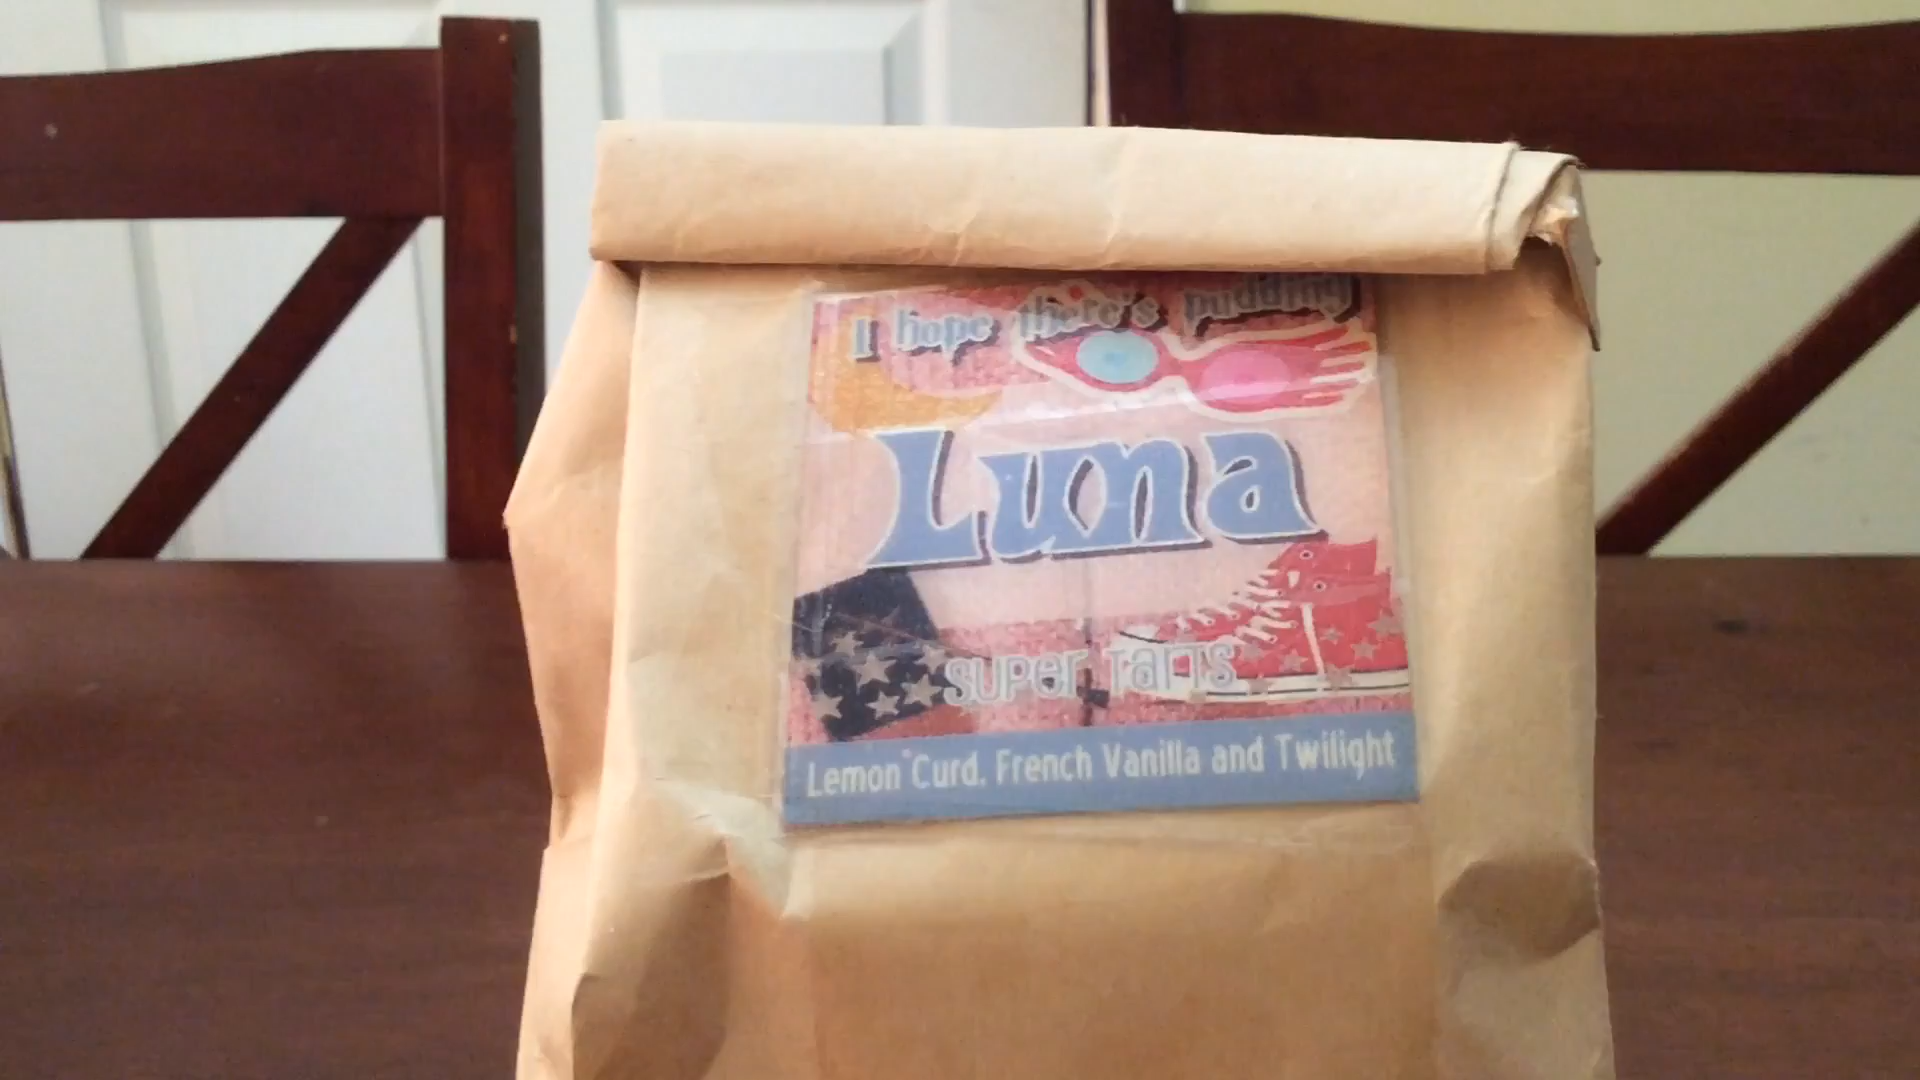 I hope there's pudding
Luna
SUPER TARTS
Lemon Curd, French Vanilla and Twilight